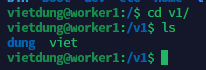 vietdung@worker1:/$ cd v1/
vietdung@worker1:/v1$ ls
dung  viet
vietdung@worker1:/v1$